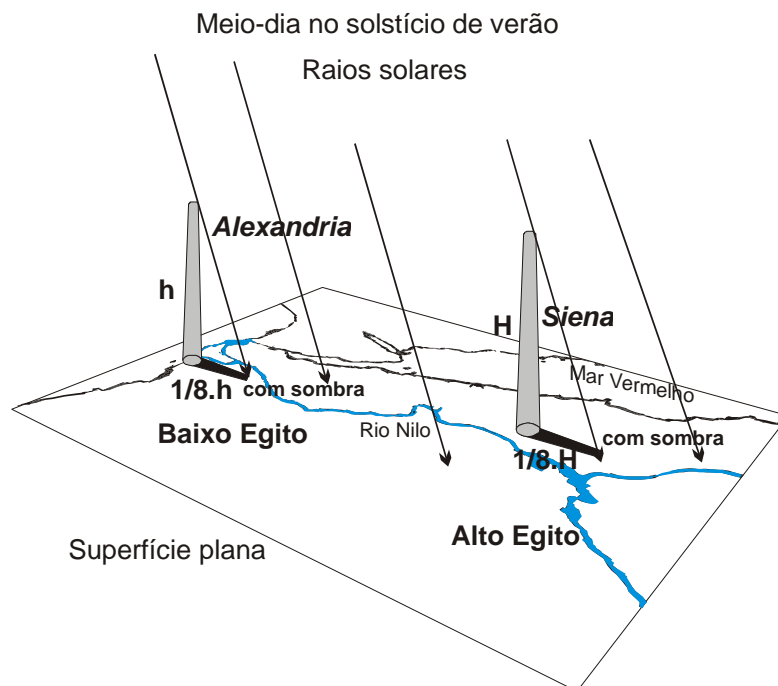 Meio-dia no solstício de verão
Raios solares
Alexandria
h
H
Siena
Mar Vermelho
1/8.h
com sombra
Baixo Egito
Rio Nilo
com sombra
1/8.H
Alto Egito
Superfície plana